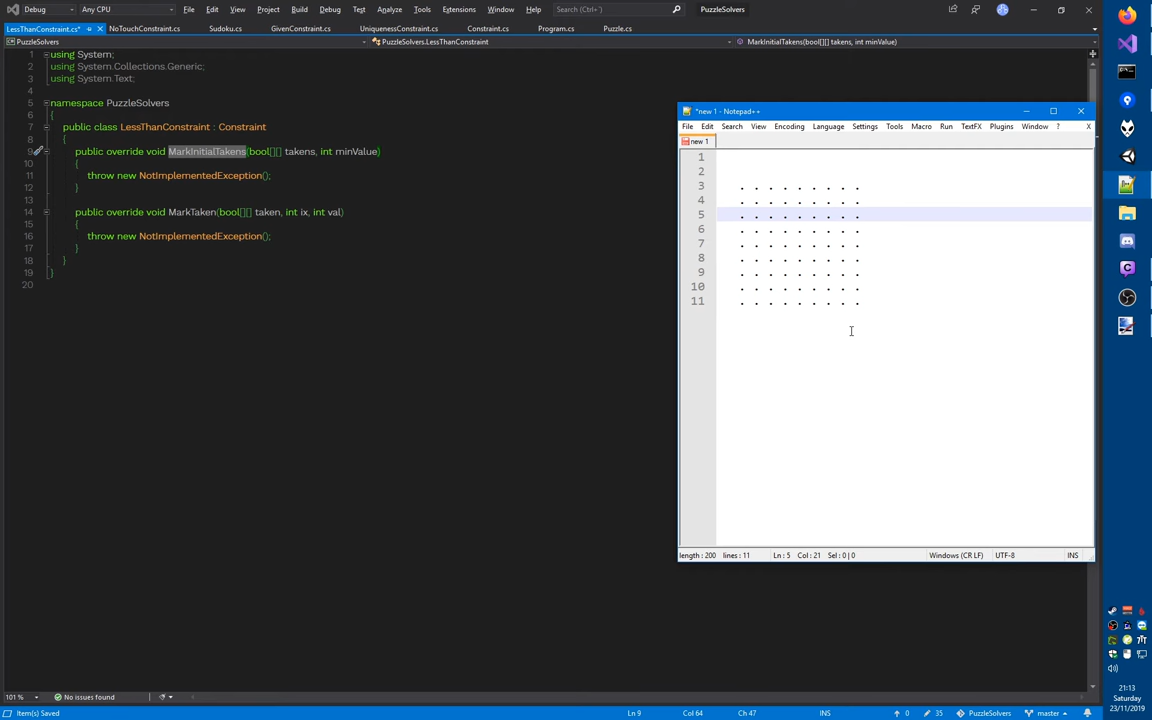 Debug Any CPU File Edit View Project Build Debug Test Analyze Tools Extensions Window Help Search (Ctrl+') PuzzleSolvers
LessThanConstraint.cs* NoTouchConstraint.cs Sudoku.cs GivenConstraint.cs UniquenessConstraint.cs Constraint.cs Program.cs Puzzle.cs
PuzzleSolvers PuzzleSolvers.LessThanConstraint MarkInitialTakens(bool[][] takens, int minValue)
1 using System;
2 using System.Collections.Generic;
3 using System.Text;
4
5 namespace PuzzleSolvers
6 {
7 public class LessThanConstraint : Constraint
8 {
9 public override void MarkInitialTakens(bool[][] takens, int minValue)
10 {
11 throw new NotImplementedException();
12 }
13
14 public override void MarkTaken(bool[][] taken, int ix, int val)
15 {
16 throw new NotImplementedException();
17 }
18 }
19 }
20
*new 1 - Notepad++
File Edit Search View Encoding Language Settings Tools Macro Run TextFX Plugins Window ? X
new 1
1
2
3 . . . . . . . . .
4 . . . . . . . . .
5 . . . . . . . . .
6 . . . . . . . . .
7 . . . . . . . . .
8 . . . . . . . . .
9 . . . . . . . . .
10 . . . . . . . . .
11 . . . . . . . . .
length : 200 lines : 11 Ln : 5 Col : 21 Sel : 0 | 0 Windows (CR LF) UTF-8 INS
101 % No issues found
Item(s) Saved Ln 9 Col 64 Ch 47 INS 0 35 PuzzleSolvers master
21:13
Saturday
23/11/2019